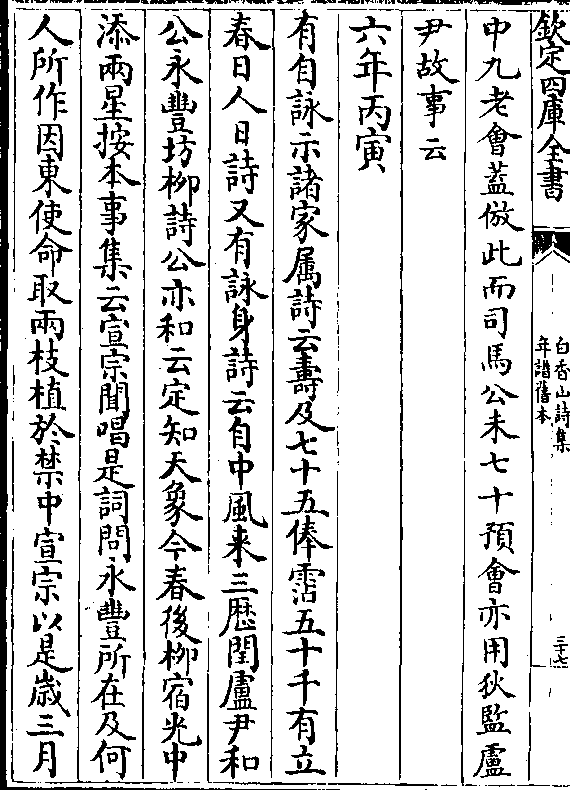 欽定四庫全書
白香山詩集
年譜舊本
三十七
中九老會蓋倣此而司馬公未七十預會亦用狄監盧
尹故事云
六年丙寅
有自詠示諸家属詩云壽及七十五俸霑五十千有立
春日人日詩又有詠身詩云自中風来三歴閏盧尹和
公永豐坊柳詩公亦和云定知天象今春後柳宿光中
添兩星按本事集云宣宗聞唱是詞問永豐所在及何
人所作因東使命取兩枝植於禁中宣宗以是嵗三月